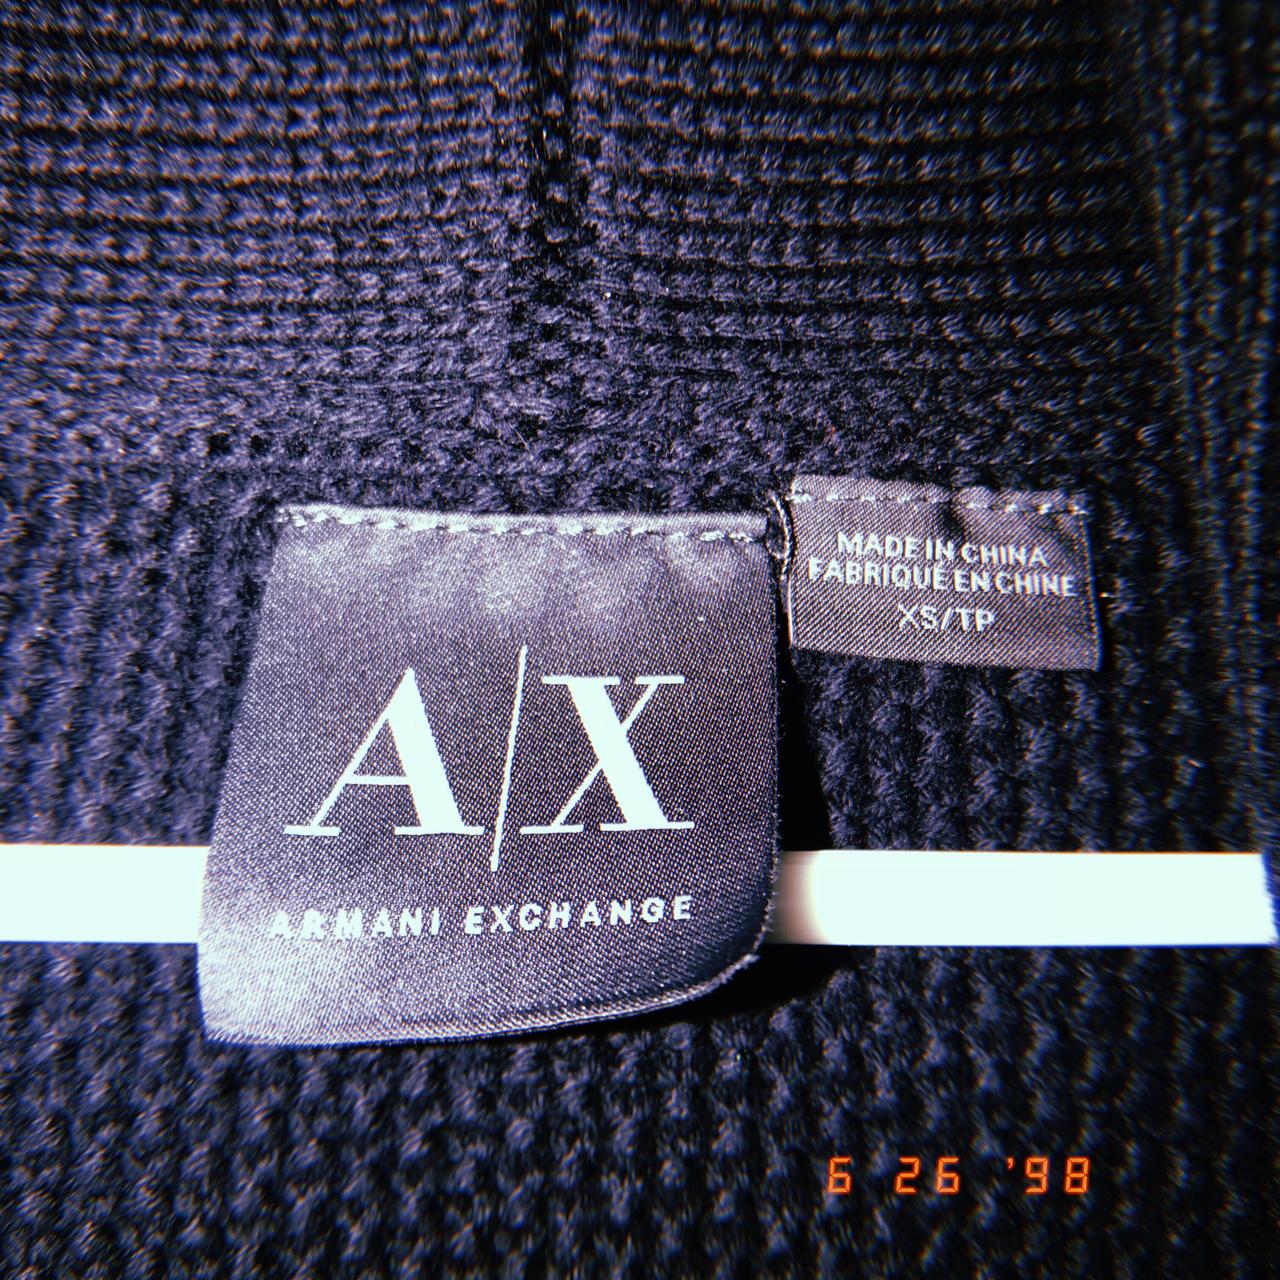 A|X
ARMANI EXCHANGE
MADE IN CHINA
FABRIQUÉ EN CHINE
XS/TP
6 26 '98